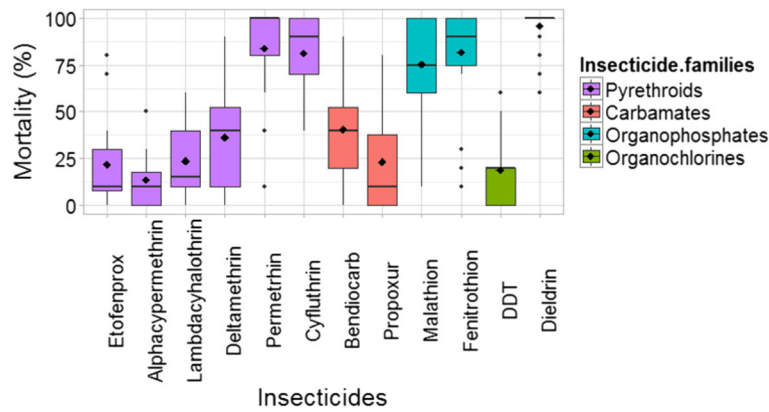 Mortality (%)
100
75
50
25
0
Etofenprox
Alphacypermethrin
Lambdacyhalothrin
Deltamethrin
Permetrhin
Cyfluthrin
Bendiocarb
Propoxur
Malathion
Fenitrothion
DDT
Dieldrin
Insecticides
Insecticide.families
Pyrethroids
Carbamates
Organophosphates
Organochlorines